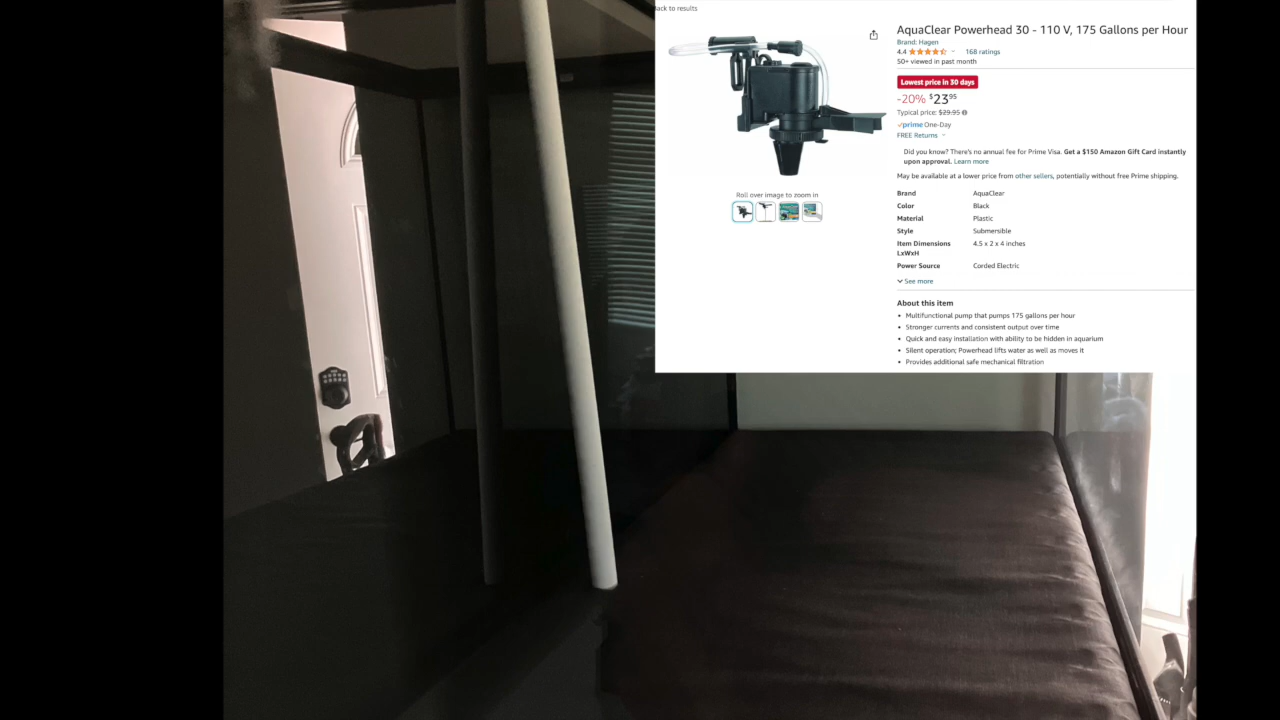 ack to results
AquaClear Powerhead 30 - 110 V, 175 Gallons per Hour
Brand: Hagen
4.4 168 ratings
50+ viewed in past month
Lowest price in 30 days
-20% $23 95
Typical price: $29.95
prime One-Day
FREE Returns
Did you know? There's no annual fee for Prime Visa. Get a $150 Amazon Gift Card instantly
upon approval. Learn more
May be available at a lower price from other sellers, potentially without free Prime shipping.
Roll over image to zoom in
Brand AquaClear
Color Black
Material Plastic
Style Submersible
Item Dimensions 4.5 x 2 x 4 inches
LxWxH
Power Source Corded Electric
See more
About this item
• Multifunctional pump that pumps 175 gallons per hour
• Stronger currents and consistent output over time
• Quick and easy installation with ability to be hidden in aquarium
• Silent operation; Powerhead lifts water as well as moves it
• Provides additional safe mechanical filtration